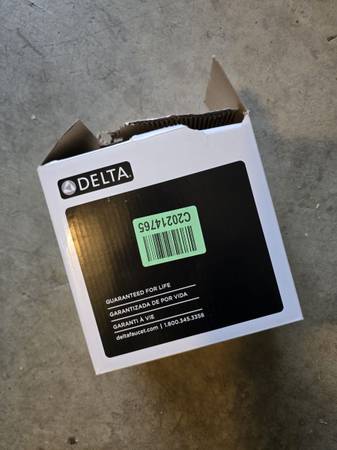 DELTA
C20214765
GUARANTEED FOR LIFE
GARANTIZADA DE POR VIDA
GARANTI À VIE
deltafaucet.com | 1.800.345.3358